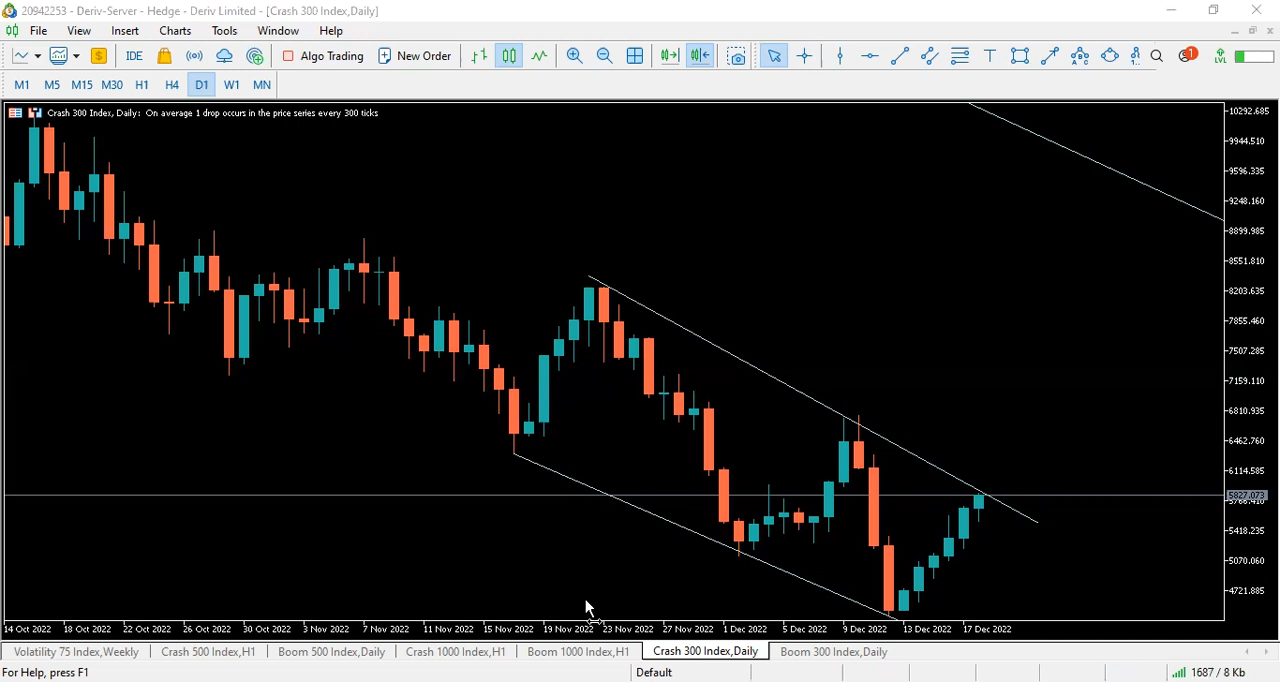 20942253 - Deriv-Server - Hedge - Deriv Limited - [Crash 300 Index,Daily]
File View Insert Charts Tools Window Help
IDE Algo Trading New Order LVL
M1 M5 M15 M30 H1 H4 D1 W1 MN
Crash 300 Index, Daily: On average 1 drop occurs in the price series every 300 ticks
10292.685
9944.510
9596.335
9248.160
8899.985
8551.810
8203.635
7855.460
7507.285
7159.110
6810.935
6462.760
6114.585
5827.073
5418.235
5070.060
4721.885
14 Oct 2022 18 Oct 2022 22 Oct 2022 26 Oct 2022 30 Oct 2022 3 Nov 2022 7 Nov 2022 11 Nov 2022 15 Nov 2022 19 Nov 2022 23 Nov 2022 27 Nov 2022 1 Dec 2022 5 Dec 2022 9 Dec 2022 13 Dec 2022 17 Dec 2022
Volatility 75 Index,Weekly Crash 500 Index,H1 Boom 500 Index,Daily Crash 1000 Index,H1 Boom 1000 Index,H1 Crash 300 Index,Daily Boom 300 Index,Daily
For Help, press F1 Default 1687 / 8 Kb